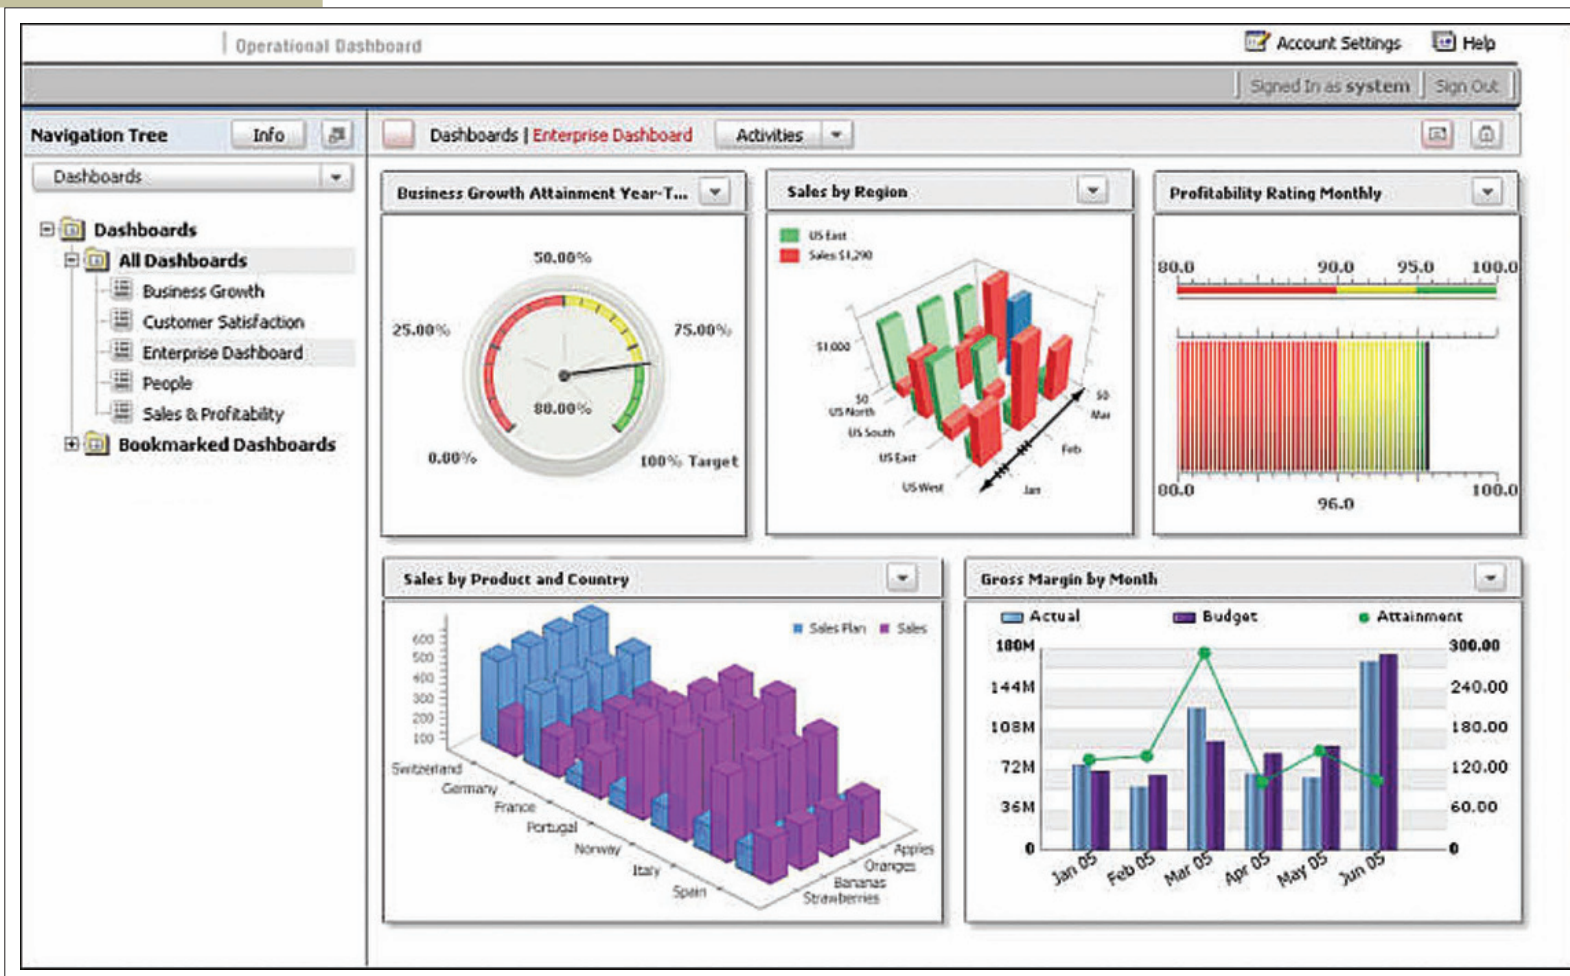 Operational Dashboard
Account Settings
Help
Signed In as system
Sign Out
Navigation Tree
Info
Dashboards | Enterprise Dashboard
Activities
Dashboards
Dashboards
All Dashboards
Business Growth
Customer Satisfaction
Enterprise Dashboard
People
Sales & Profitability
Bookmarked Dashboards
Business Growth Attainment Year-T...
50.00%
25.00%
75.00%
80.00%
0.00%
100% Target
Sales by Region
US East
Sales $1,290
$1,000
$0
US North
US South
US East
US West
$0
Mar
Feb
Jan
Profitability Rating Monthly
80.0 90.0 95.0 100.0
80.0 100.0
96.0
Sales by Product and Country
Sales Plan Sales
600
500
400
300
200
100
Switzerland
Germany
France
Portugal
Norway
Italy
Spain
Apples
Oranges
Bananas
Strawberries
Gross Margin by Month
Actual Budget Attainment
180M 300.00
144M 240.00
108M 180.00
72M 120.00
36M 60.00
0 0
Jan 05 Feb 05 Mar 05 Apr 05 May 05 Jun 05